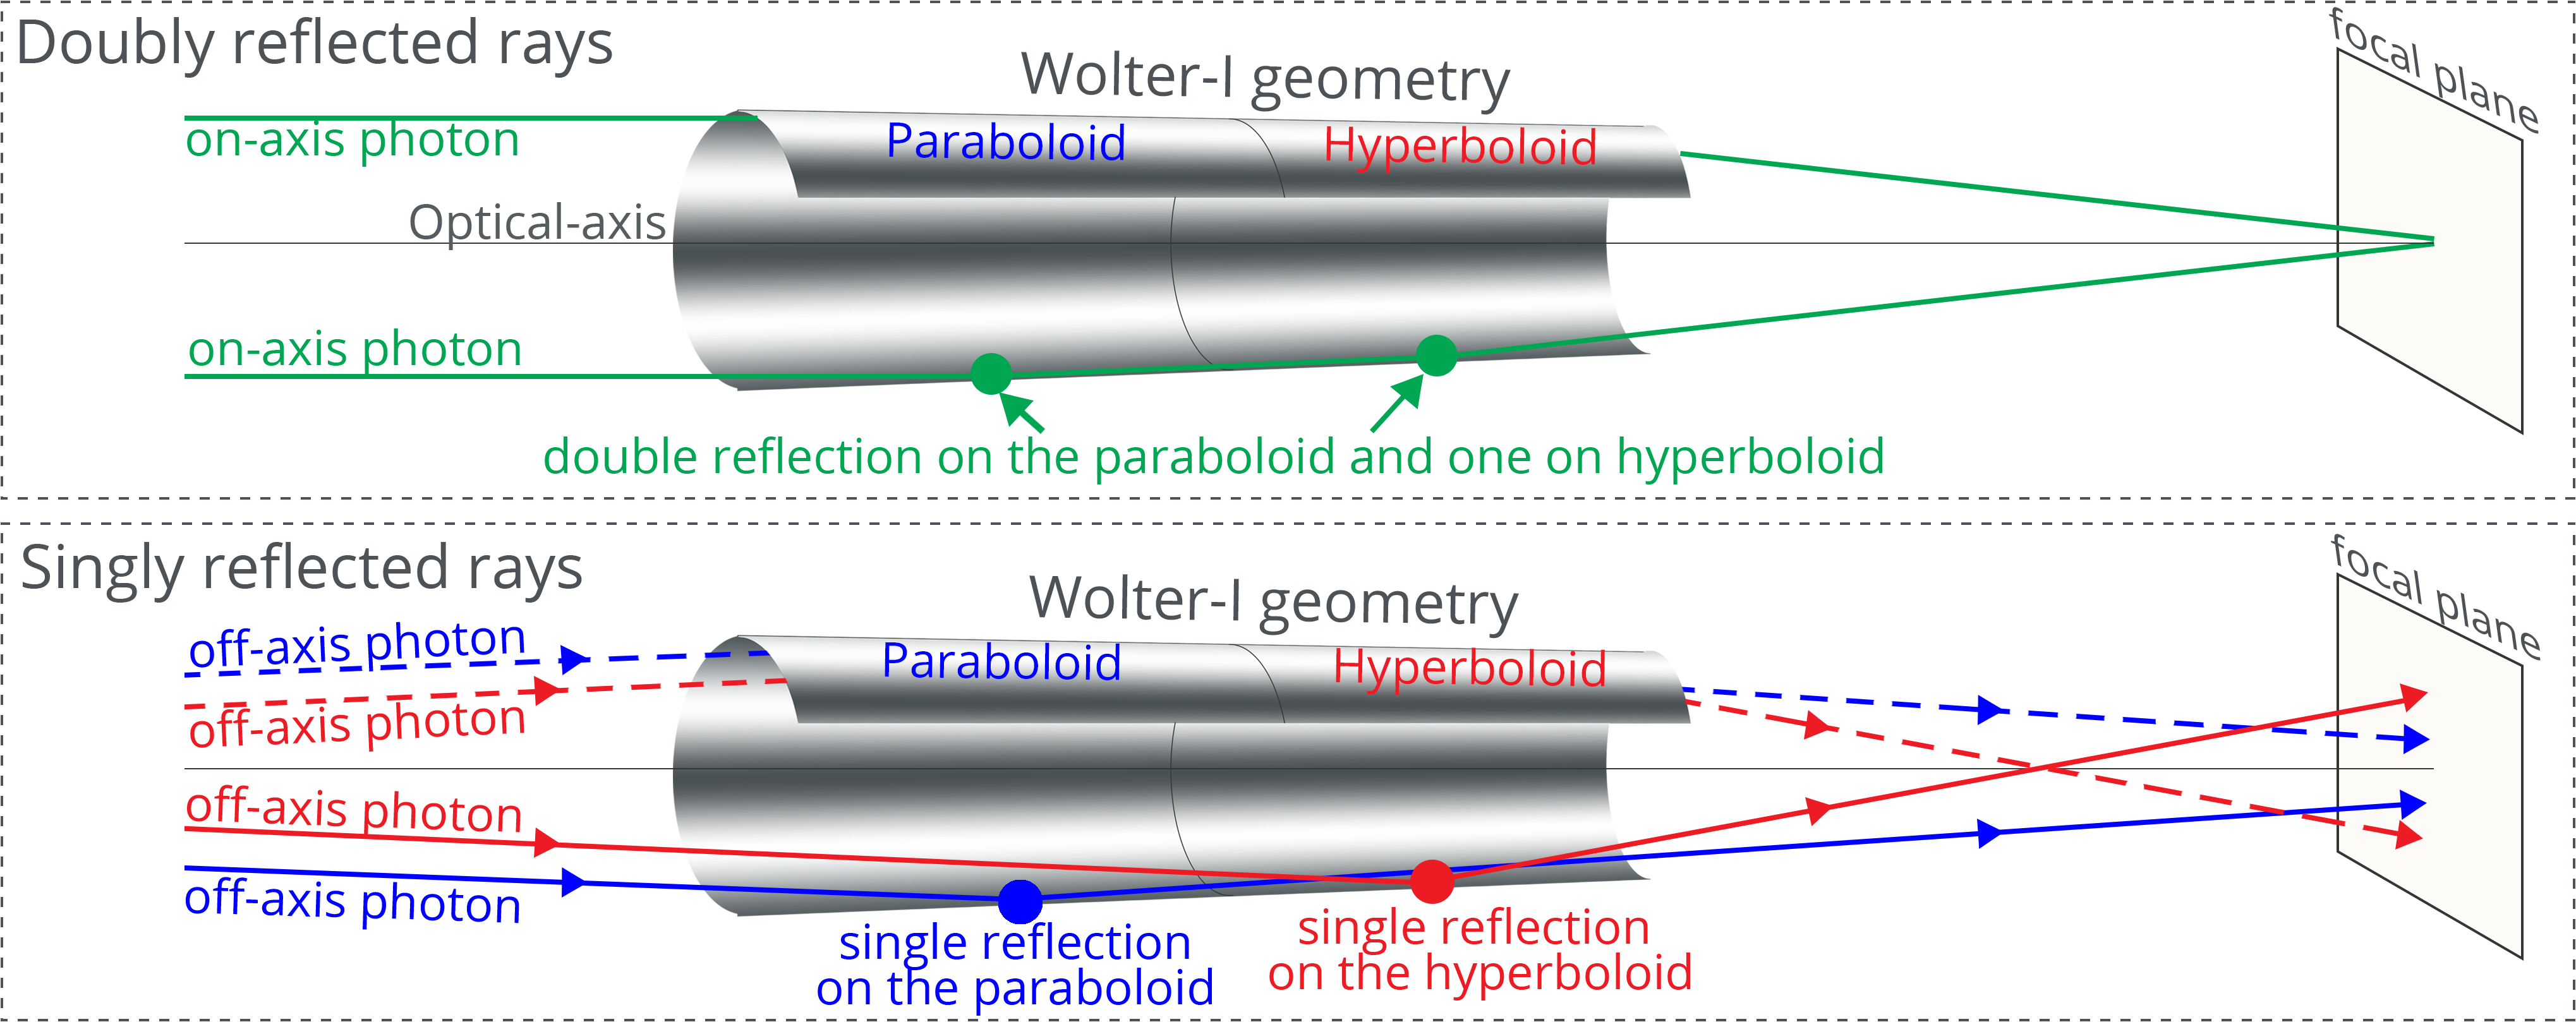 Doubly reflected rays
Wolter-I geometry
focal plane
on-axis photon
Paraboloid
Hyperboloid
Optical-axis
on-axis photon
double reflection on the paraboloid and one on hyperboloid
Singly reflected rays
Wolter-I geometry
focal plane
off-axis photon
Paraboloid
Hyperboloid
off-axis photon
off-axis photon
off-axis photon
single reflection
on the paraboloid
single reflection
on the hyperboloid